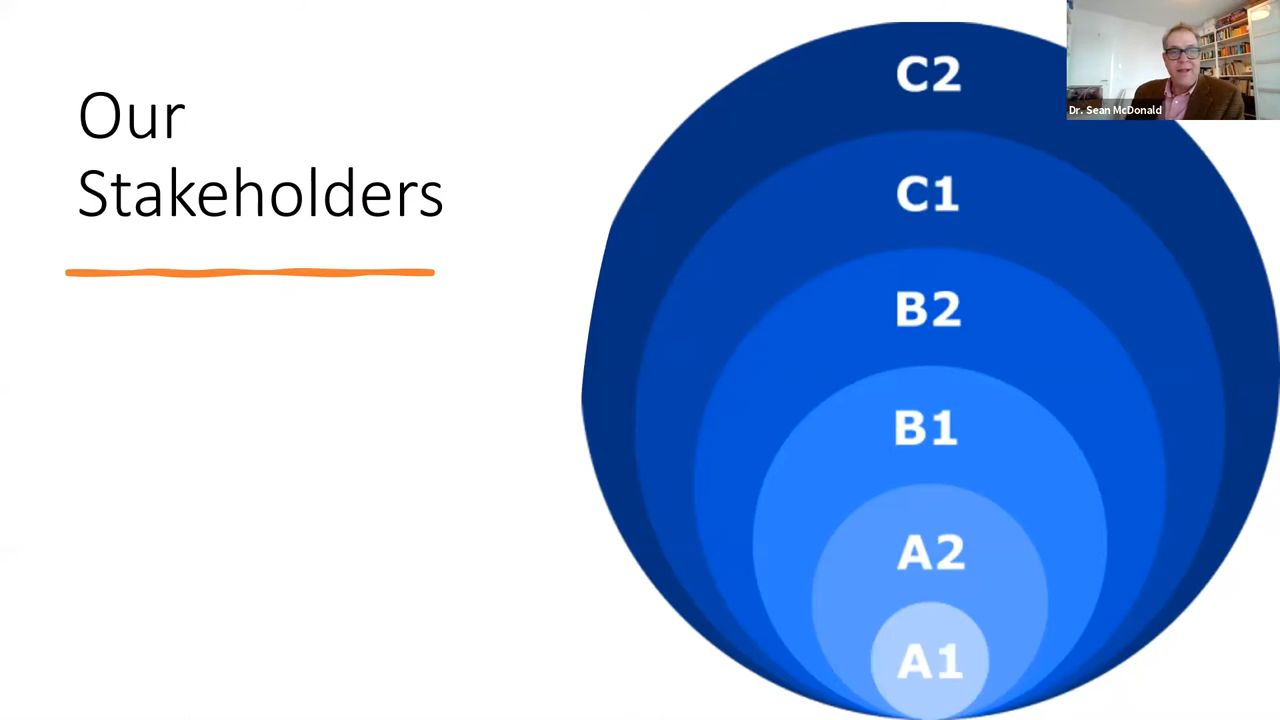 Our
Stakeholders
C2
C1
B2
B1
A2
A1
Dr. Sean McDonald